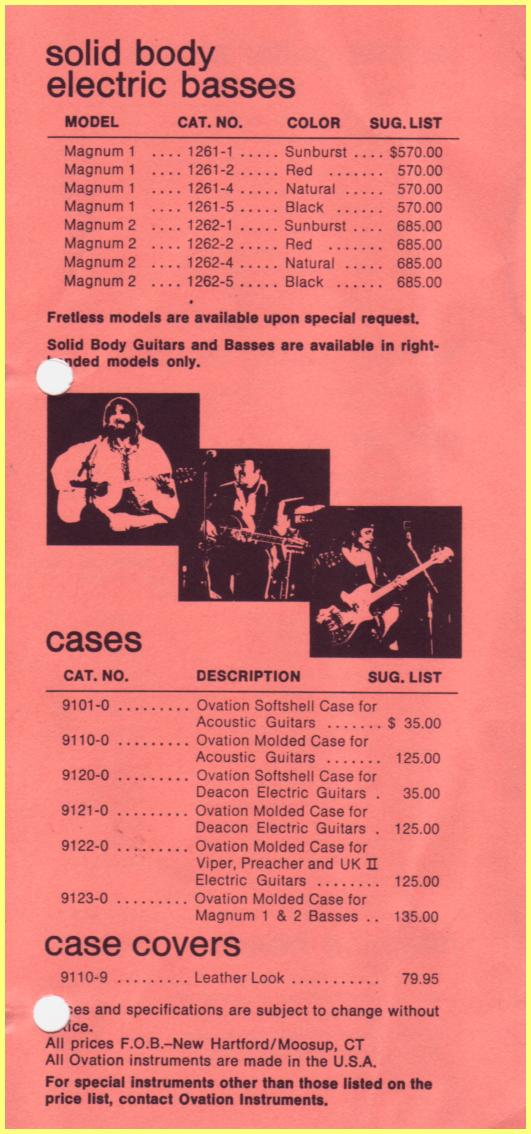 solid body
electric basses
MODEL CAT. NO. COLOR SUG. LIST
Magnum 1 .... 1261-1 ..... Sunburst .... $570.00
Magnum 1 .... 1261-2 ..... Red ....... 570.00
Magnum 1 .... 1261-4 ..... Natural ..... 570.00
Magnum 1 .... 1261-5 ..... Black ...... 570.00
Magnum 2 .... 1262-1 ..... Sunburst .... 685.00
Magnum 2 .... 1262-2 ..... Red ....... 685.00
Magnum 2 .... 1262-4 ..... Natural ..... 685.00
Magnum 2 .... 1262-5 ..... Black ...... 685.00
Fretless models are available upon special request.
Solid Body Guitars and Basses are available in right-
models only.
cases
CAT. NO. DESCRIPTION SUG. LIST
9101-0 ......... Ovation Softshell Case for
Acoustic Guitars ....... $ 35.00
9110-0 ......... Ovation Molded Case for
Acoustic Guitars ....... 125.00
9120-0 ......... Ovation Softshell Case for
Deacon Electric Guitars . 35.00
9121-0 ......... Ovation Molded Case for
Deacon Electric Guitars . 125.00
9122-0 ......... Ovation Molded Case for
Viper, Preacher and UK II
Electric Guitars ........ 125.00
9123-0 ......... Ovation Molded Case for
Magnum 1 & 2 Basses .. 135.00
case covers
9110-9 ......... Leather Look ........... 79.95
and specifications are subject to change without
All prices F.O.B.–New Hartford/Moosup, CT
All Ovation instruments are made in the U.S.A.
For special instruments other than those listed on the
price list, contact Ovation Instruments.